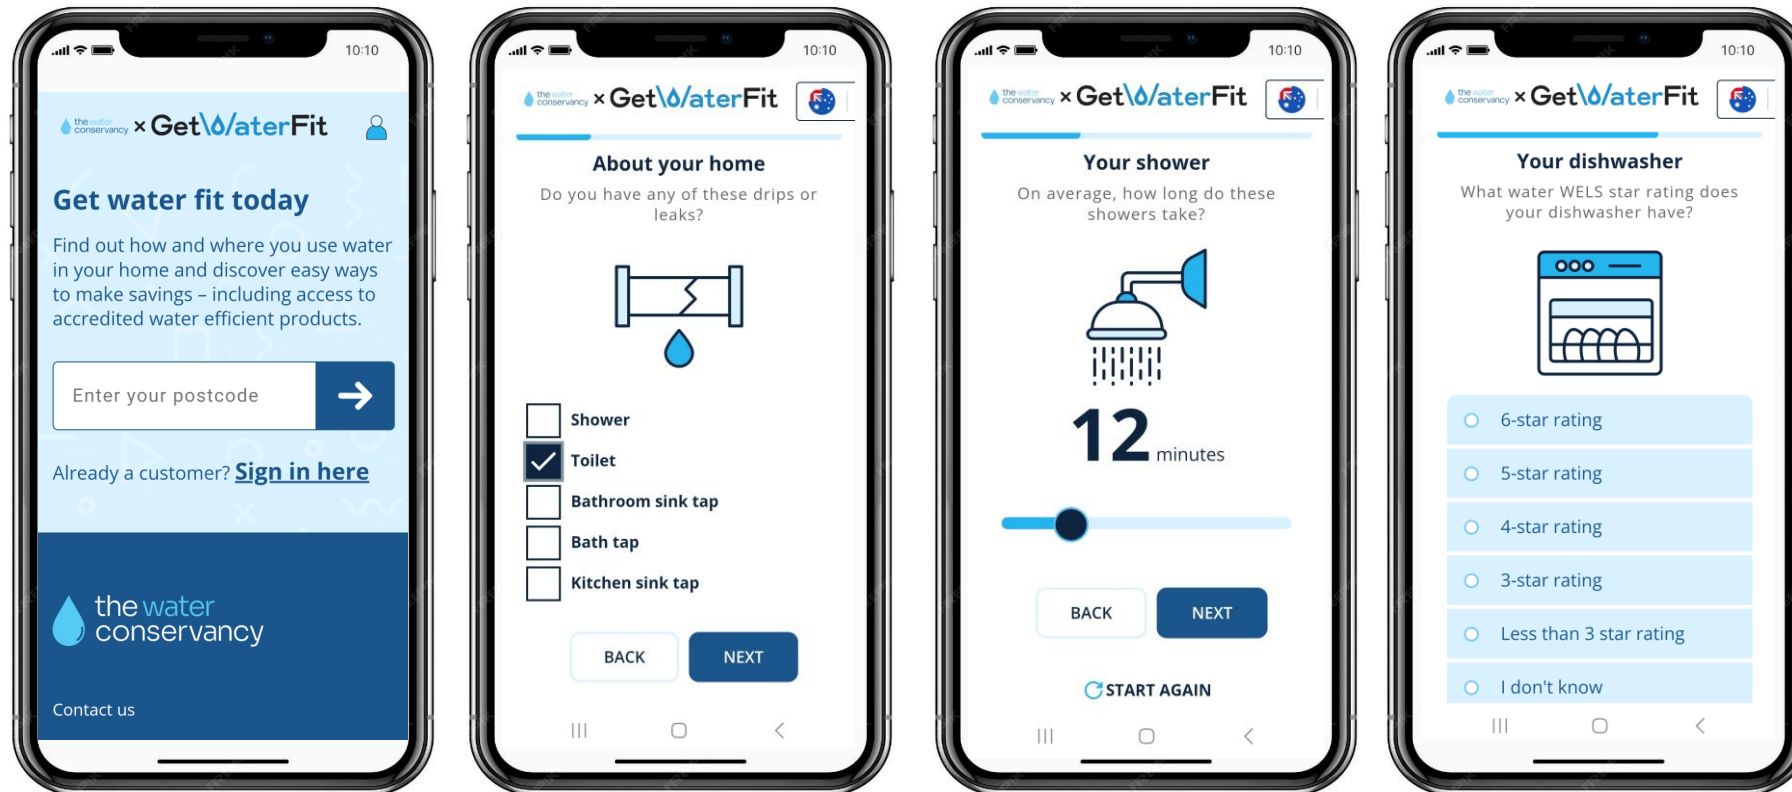 10:10
the water
conservancy × GetWaterFit
Get water fit today
Find out how and where you use water
in your home and discover easy ways
to make savings – including access to
accredited water efficient products.
Enter your postcode
Already a customer? Sign in here
the water
conservancy
Contact us
10:10
the water
conservancy × GetWaterFit
About your home
Do you have any of these drips or
leaks?
Shower
Toilet
Bathroom sink tap
Bath tap
Kitchen sink tap
BACK NEXT
10:10
the water
conservancy × GetWaterFit
Your shower
On average, how long do these
showers take?
12 minutes
BACK NEXT
START AGAIN
10:10
the water
conservancy × GetWaterFit
Your dishwasher
What water WELS star rating does
your dishwasher have?
6-star rating
5-star rating
4-star rating
3-star rating
Less than 3 star rating
I don't know